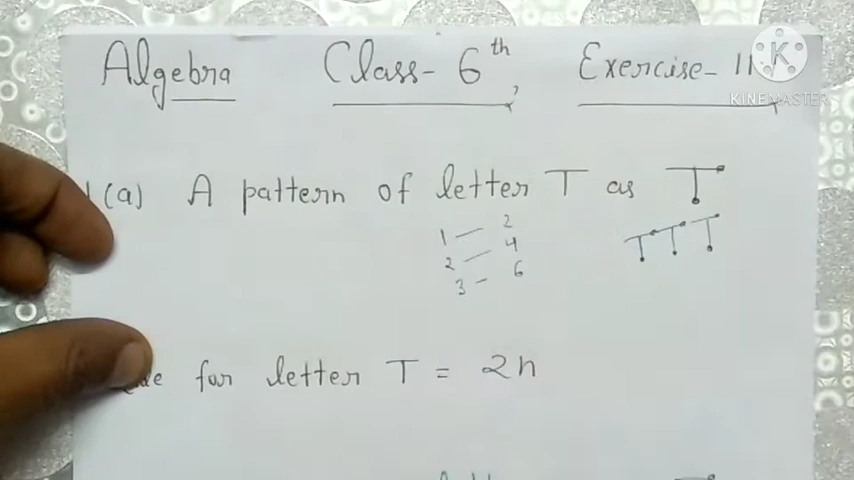 Algebra Class- 6th, Exercise- 11
K
KINEMASTER
(a) A pattern of letter T as T
1 — 2
2 — 4
3 - 6
TTT
for letter T = 2n